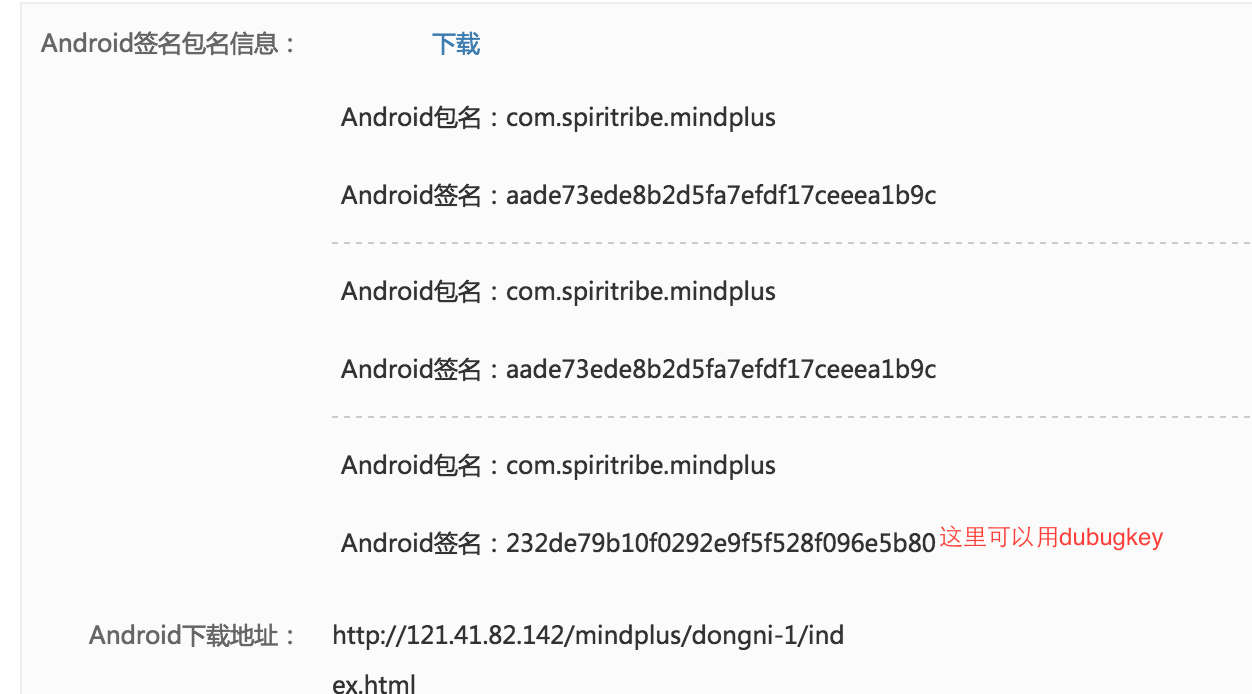 Android签名包名信息：
下载
Android包名：com.spiritribe.mindplus
Android签名：aade73ede8b2d5fa7efdf17ceeea1b9c
Android包名：com.spiritribe.mindplus
Android签名：aade73ede8b2d5fa7efdf17ceeea1b9c
Android包名：com.spiritribe.mindplus
Android签名：232de79b10f0292e9f5f528f096e5b80 这里可以用dubugkey
Android下载地址： http://121.41.82.142/mindplus/dongni-1/ind
ex.html